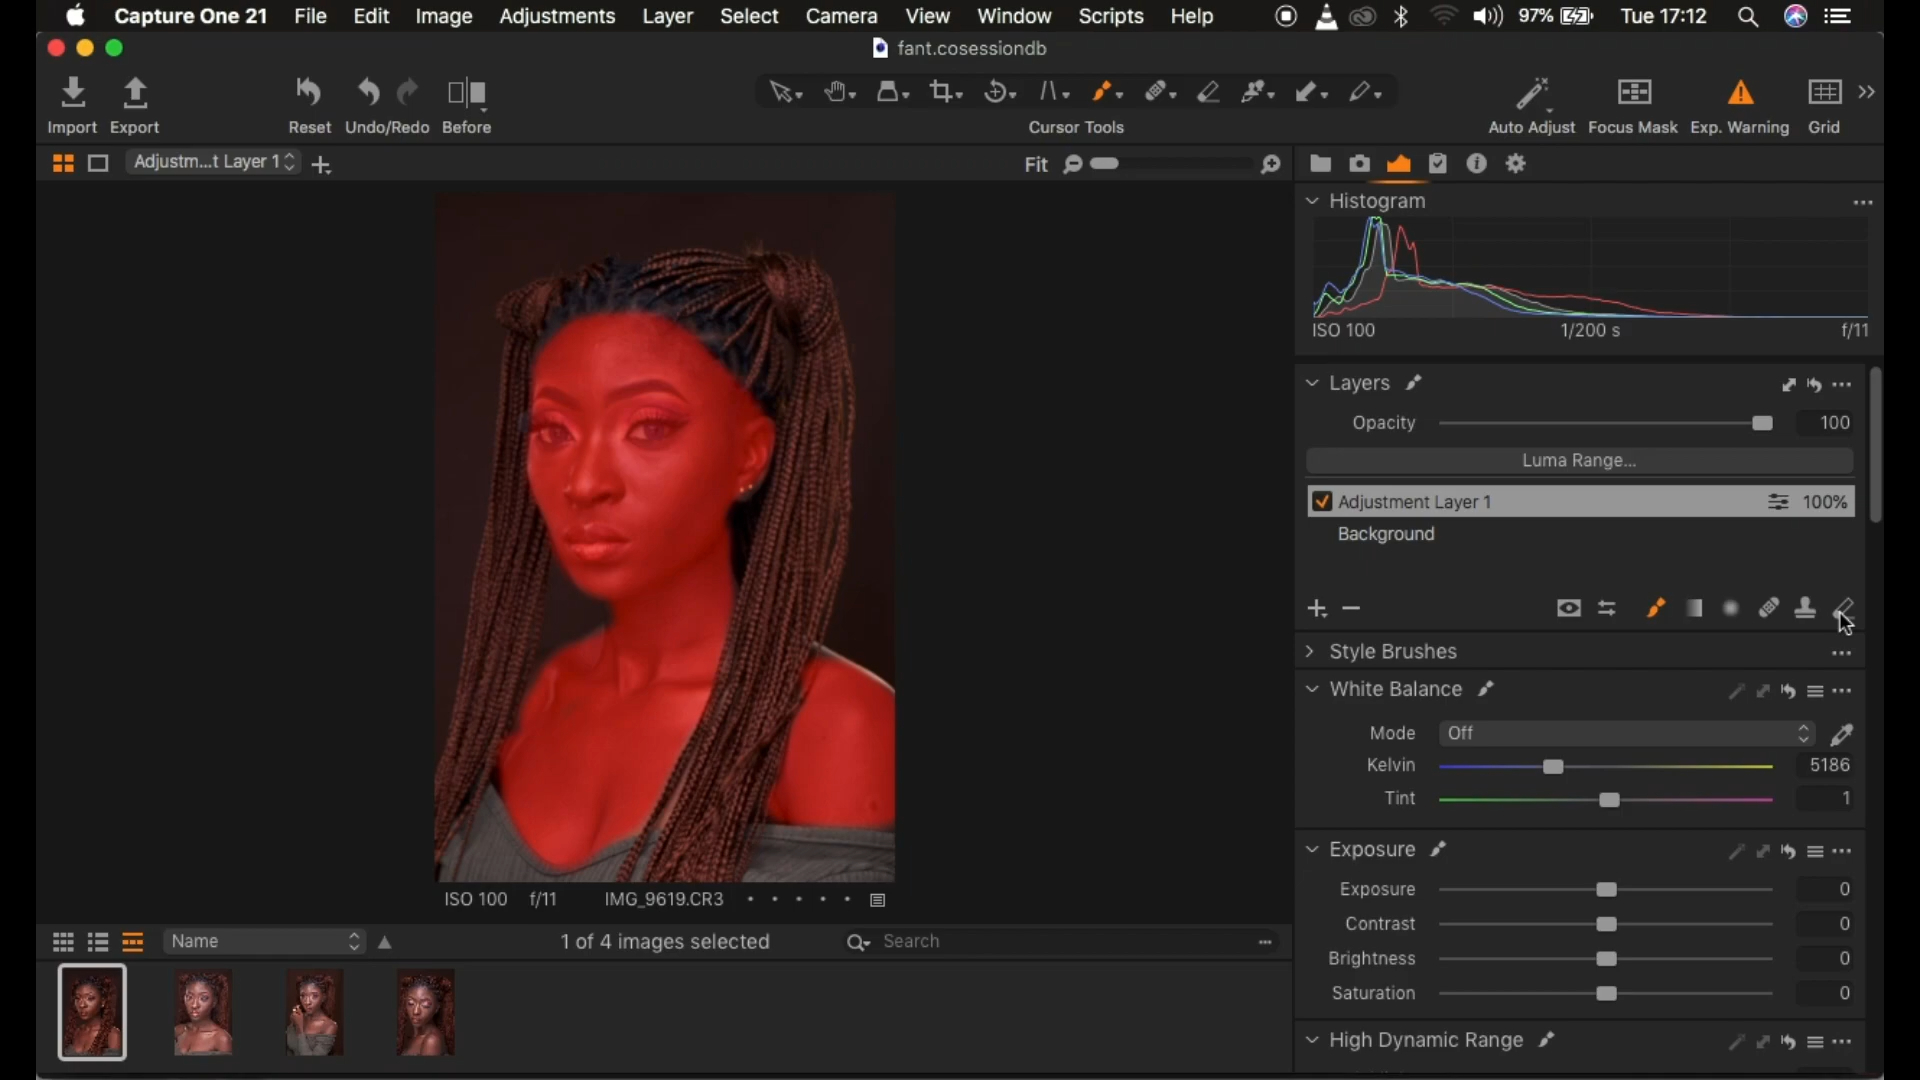 Capture One 21 File Edit Image Adjustments Layer Select Camera View Window Scripts Help 97% Tue 17:12
fant.cosessiondb
Import Export Reset Undo/Redo Before Cursor Tools Auto Adjust Focus Mask Exp. Warning Grid
Adjustm...t Layer 1 Fit
Histogram
ISO 100 1/200 s f/11
Layers
Opacity 100
Luma Range...
Adjustment Layer 1 100%
Background
Style Brushes
White Balance
Mode Off
Kelvin 5186
Tint 1
Exposure
Exposure 0
Contrast 0
Brightness 0
Saturation 0
High Dynamic Range
ISO 100 f/11 IMG_9619.CR3
Name 1 of 4 images selected Search